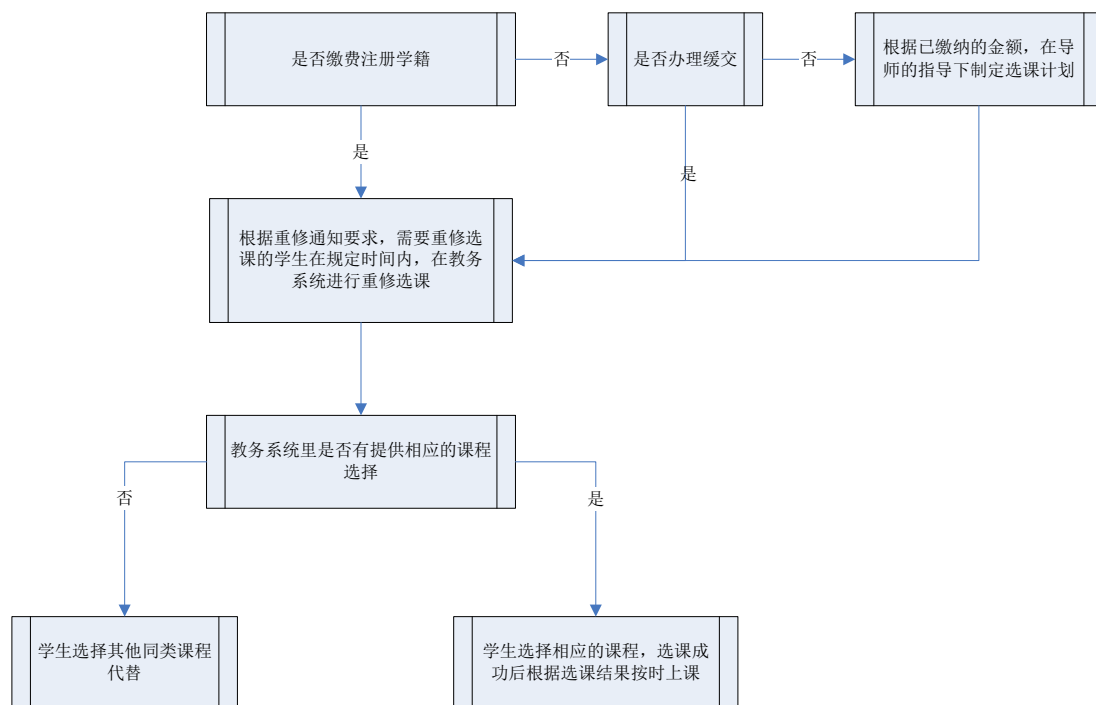 是否缴费注册学籍
否
是否办理缓交
否
根据已缴纳的金额，在导
师的指导下制定选课计划
是
是
根据重修通知要求，需要重修选
课的学生在规定时间内，在教务
系统进行重修选课
教务系统里是否有提供相应的课程
选择
否
是
学生选择其他同类课程
代替
学生选择相应的课程，选课成
功后根据选课结果按时上课